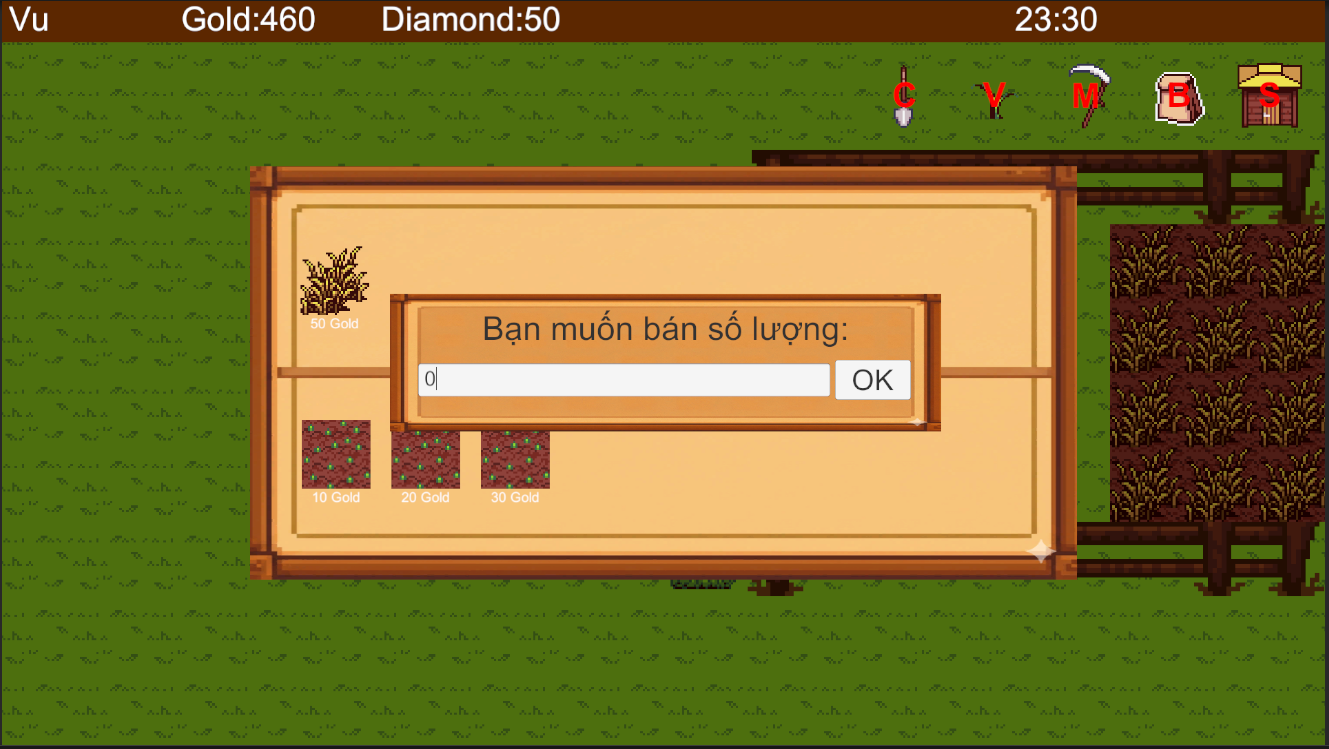 Vu Gold:460 Diamond:50 23:30
C V M B S
50 Gold
Bạn muốn bán số lượng:
0 OK
10 Gold 20 Gold 30 Gold